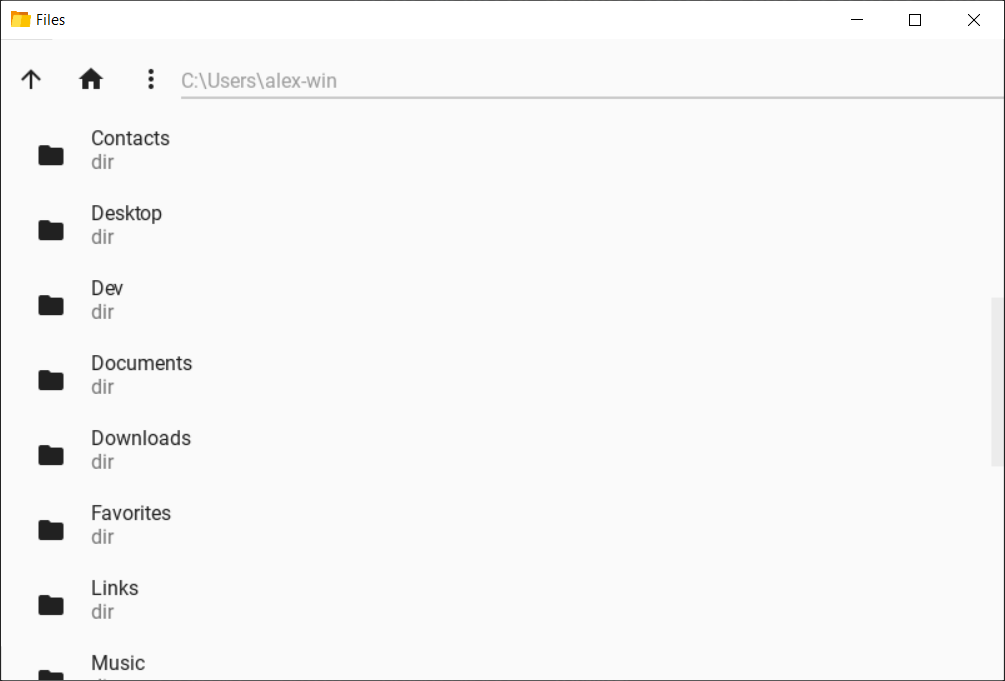 Files
C:\Users\alex-win
Contacts
dir
Desktop
dir
Dev
dir
Documents
dir
Downloads
dir
Favorites
dir
Links
dir
Music